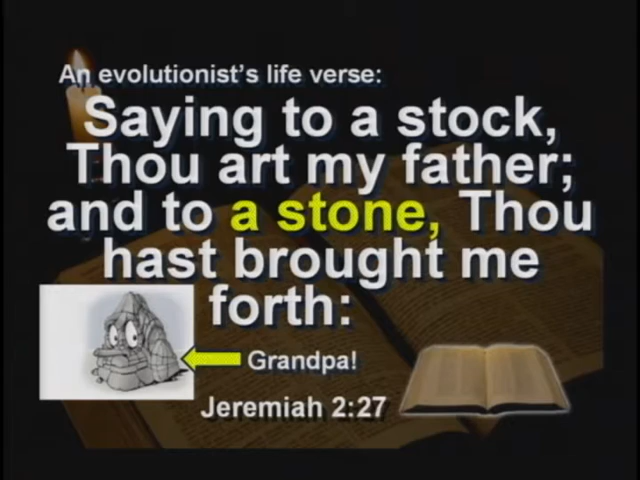 An evolutionist's life verse:
Saying to a stock,
Thou art my father;
and to a stone, Thou
hast brought me
forth:
Grandpa!
Jeremiah 2:27